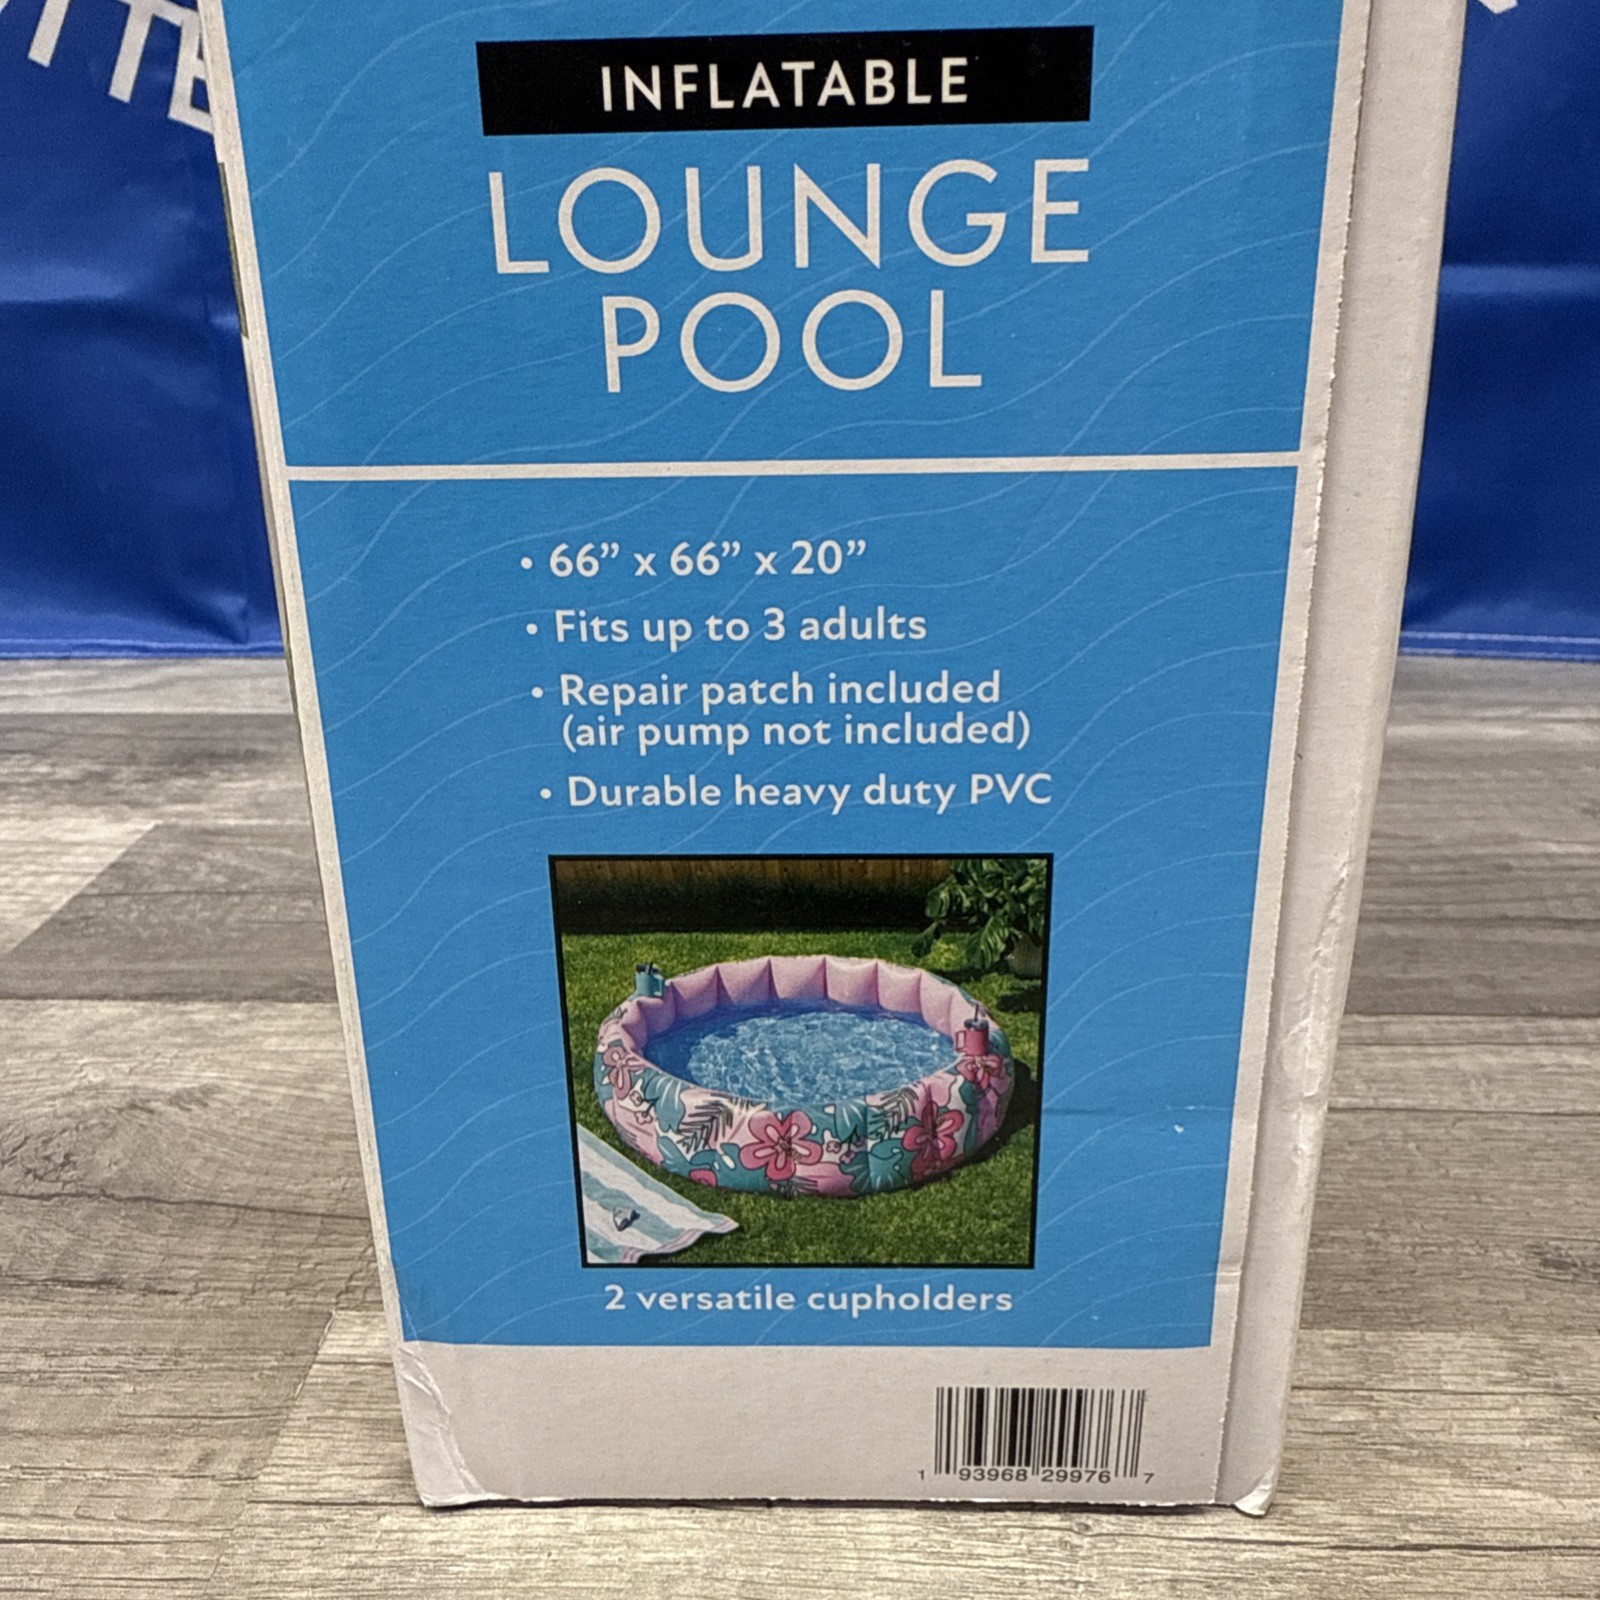 INFLATABLE
LOUNGE
POOL
• 66” x 66” x 20”
• Fits up to 3 adults
• Repair patch included
(air pump not included)
• Durable heavy duty PVC
2 versatile cupholders
1 93968 29976 7